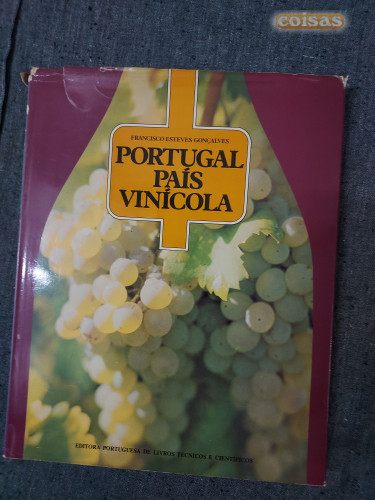 coisas
FRANCISCO ESTEVES GONÇALVES
PORTUGAL
PAÍS
VINÍCOLA
EDITORA PORTUGUESA DE LIVROS TÉCNICOS E CIENTÍFICOS